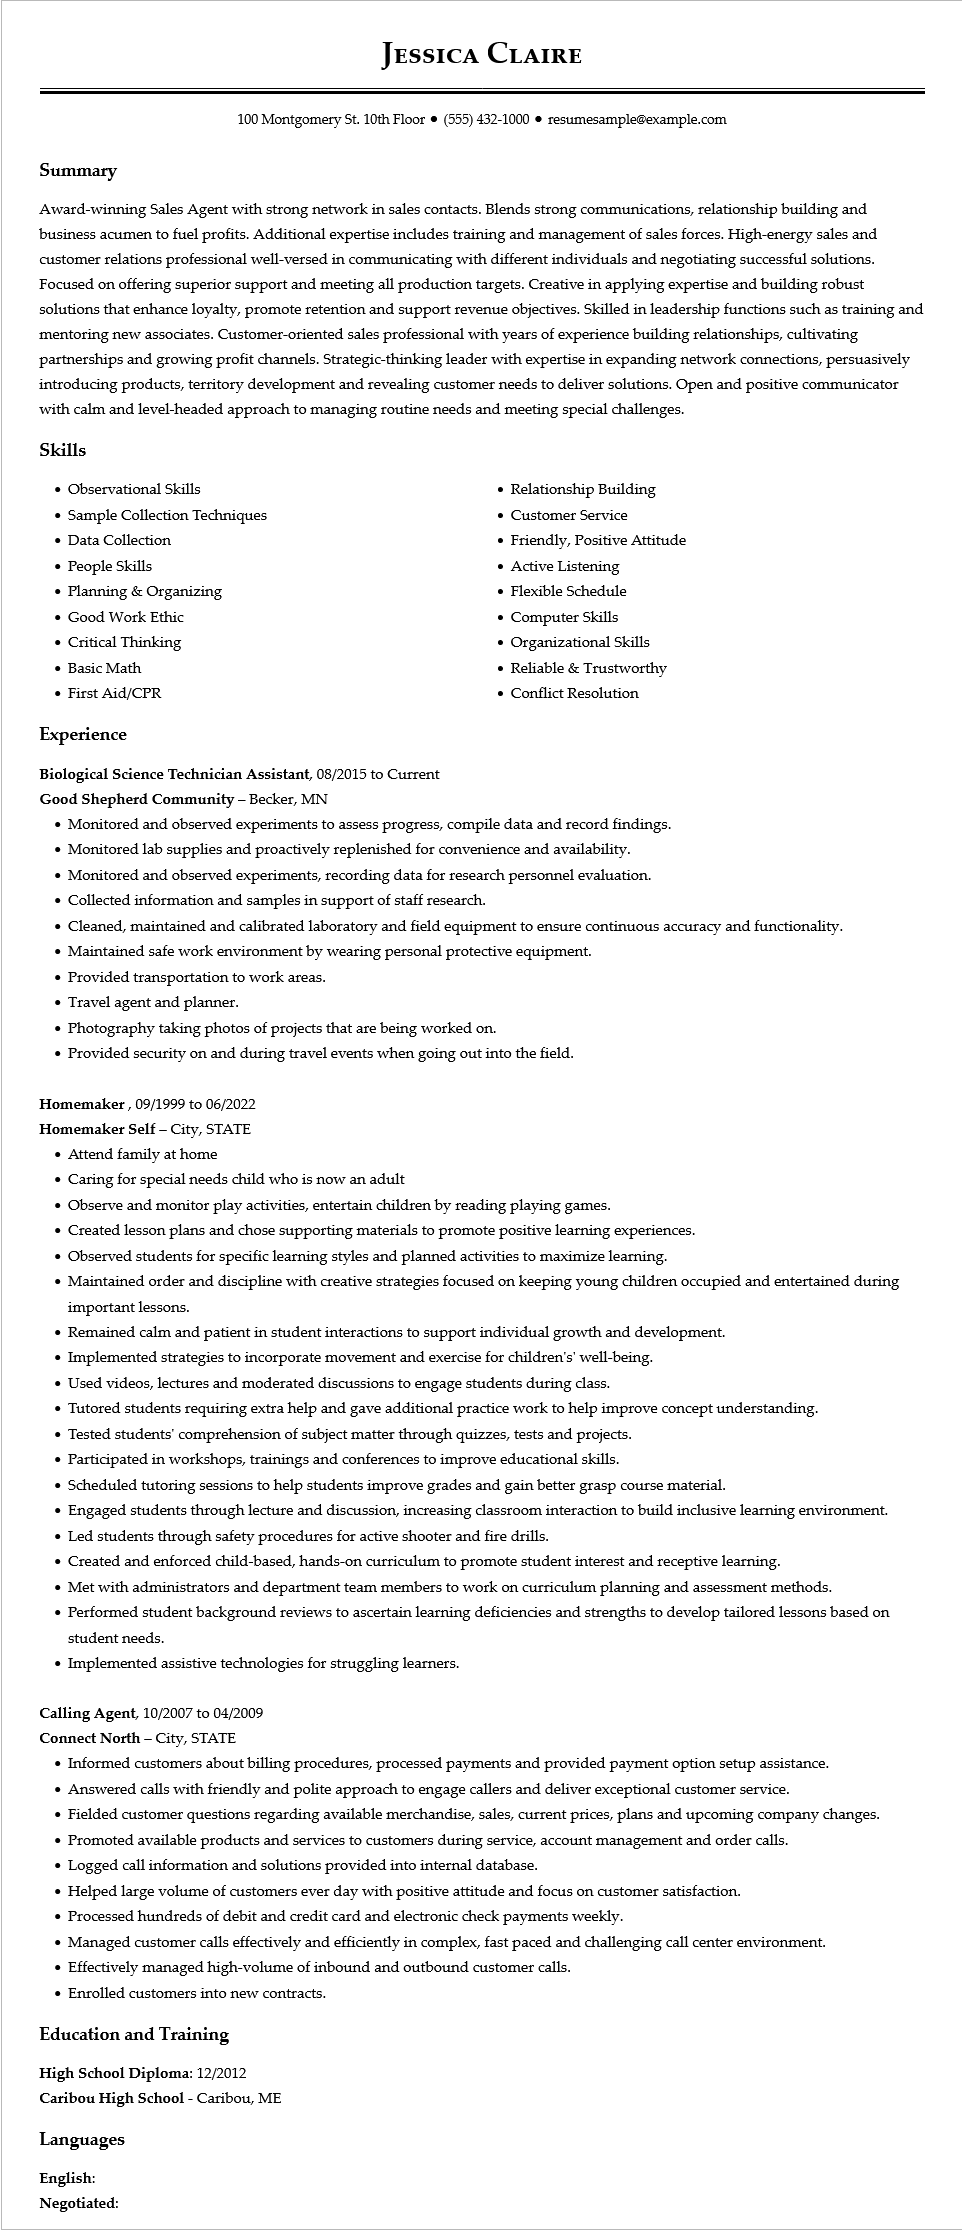 Jessica Claire
100 Montgomery St. 10th Floor ● (555) 432-1000 ● resumesample@example.com
Summary
Award-winning Sales Agent with strong network in sales contacts. Blends strong communications, relationship building and
business acumen to fuel profits. Additional expertise includes training and management of sales forces. High-energy sales and
customer relations professional well-versed in communicating with different individuals and negotiating successful solutions.
Focused on offering superior support and meeting all production targets. Creative in applying expertise and building robust
solutions that enhance loyalty, promote retention and support revenue objectives. Skilled in leadership functions such as training and
mentoring new associates. Customer-oriented sales professional with years of experience building relationships, cultivating
partnerships and growing profit channels. Strategic-thinking leader with expertise in expanding network connections, persuasively
introducing products, territory development and revealing customer needs to deliver solutions. Open and positive communicator
with calm and level-headed approach to managing routine needs and meeting special challenges.
Skills
• Observational Skills
• Sample Collection Techniques
• Data Collection
• People Skills
• Planning & Organizing
• Good Work Ethic
• Critical Thinking
• Basic Math
• First Aid/CPR
• Relationship Building
• Customer Service
• Friendly, Positive Attitude
• Active Listening
• Flexible Schedule
• Computer Skills
• Organizational Skills
• Reliable & Trustworthy
• Conflict Resolution
Experience
Biological Science Technician Assistant, 08/2015 to Current
Good Shepherd Community – Becker, MN
• Monitored and observed experiments to assess progress, compile data and record findings.
• Monitored lab supplies and proactively replenished for convenience and availability.
• Monitored and observed experiments, recording data for research personnel evaluation.
• Collected information and samples in support of staff research.
• Cleaned, maintained and calibrated laboratory and field equipment to ensure continuous accuracy and functionality.
• Maintained safe work environment by wearing personal protective equipment.
• Provided transportation to work areas.
• Travel agent and planner.
• Photography taking photos of projects that are being worked on.
• Provided security on and during travel events when going out into the field.
Homemaker , 09/1999 to 06/2022
Homemaker Self – City, STATE
• Attend family at home
• Caring for special needs child who is now an adult
• Observe and monitor play activities, entertain children by reading playing games.
• Created lesson plans and chose supporting materials to promote positive learning experiences.
• Observed students for specific learning styles and planned activities to maximize learning.
• Maintained order and discipline with creative strategies focused on keeping young children occupied and entertained during
important lessons.
• Remained calm and patient in student interactions to support individual growth and development.
• Implemented strategies to incorporate movement and exercise for children's' well-being.
• Used videos, lectures and moderated discussions to engage students during class.
• Tutored students requiring extra help and gave additional practice work to help improve concept understanding.
• Tested students' comprehension of subject matter through quizzes, tests and projects.
• Participated in workshops, trainings and conferences to improve educational skills.
• Scheduled tutoring sessions to help students improve grades and gain better grasp course material.
• Engaged students through lecture and discussion, increasing classroom interaction to build inclusive learning environment.
• Led students through safety procedures for active shooter and fire drills.
• Created and enforced child-based, hands-on curriculum to promote student interest and receptive learning.
• Met with administrators and department team members to work on curriculum planning and assessment methods.
• Performed student background reviews to ascertain learning deficiencies and strengths to develop tailored lessons based on
student needs.
• Implemented assistive technologies for struggling learners.
Calling Agent, 10/2007 to 04/2009
Connect North – City, STATE
• Informed customers about billing procedures, processed payments and provided payment option setup assistance.
• Answered calls with friendly and polite approach to engage callers and deliver exceptional customer service.
• Fielded customer questions regarding available merchandise, sales, current prices, plans and upcoming company changes.
• Promoted available products and services to customers during service, account management and order calls.
• Logged call information and solutions provided into internal database.
• Helped large volume of customers ever day with positive attitude and focus on customer satisfaction.
• Processed hundreds of debit and credit card and electronic check payments weekly.
• Managed customer calls effectively and efficiently in complex, fast paced and challenging call center environment.
• Effectively managed high-volume of inbound and outbound customer calls.
• Enrolled customers into new contracts.
Education and Training
High School Diploma: 12/2012
Caribou High School - Caribou, ME
Languages
English:
Negotiated: